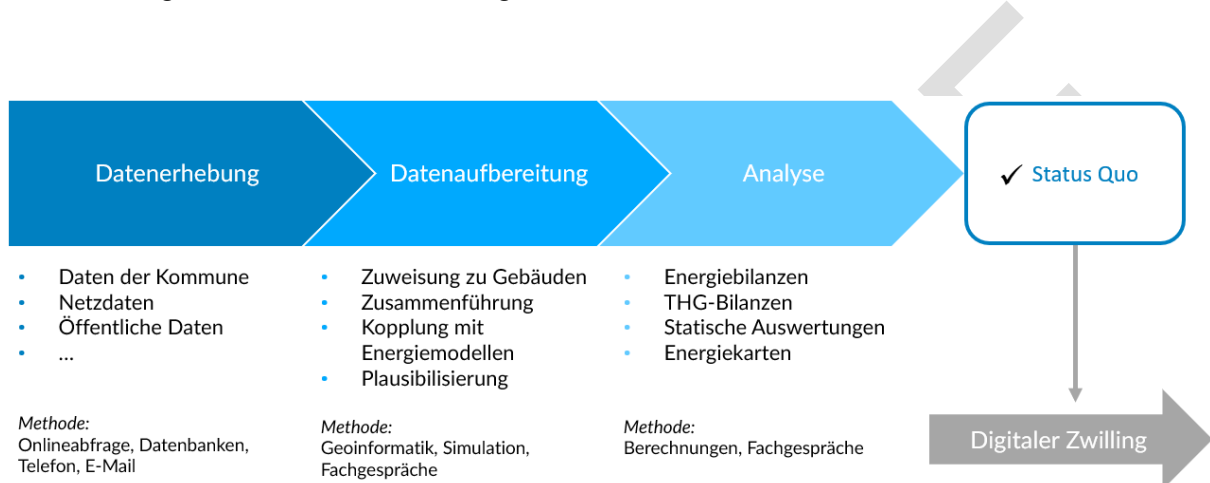 Datenerhebung
Datenaufbereitung
Analyse
✓ Status Quo
• Daten der Kommune
• Netzdaten
• Öffentliche Daten
• ...
Methode:
Onlineabfrage, Datenbanken,
Telefon, E-Mail
• Zuweisung zu Gebäuden
• Zusammenführung
• Kopplung mit
Energiemodellen
• Plausibilisierung
Methode:
Geoinformatik, Simulation,
Fachgespräche
• Energiebilanzen
• THG-Bilanzen
• Statische Auswertungen
• Energiekarten
Methode:
Berechnungen, Fachgespräche
Digitaler Zwilling